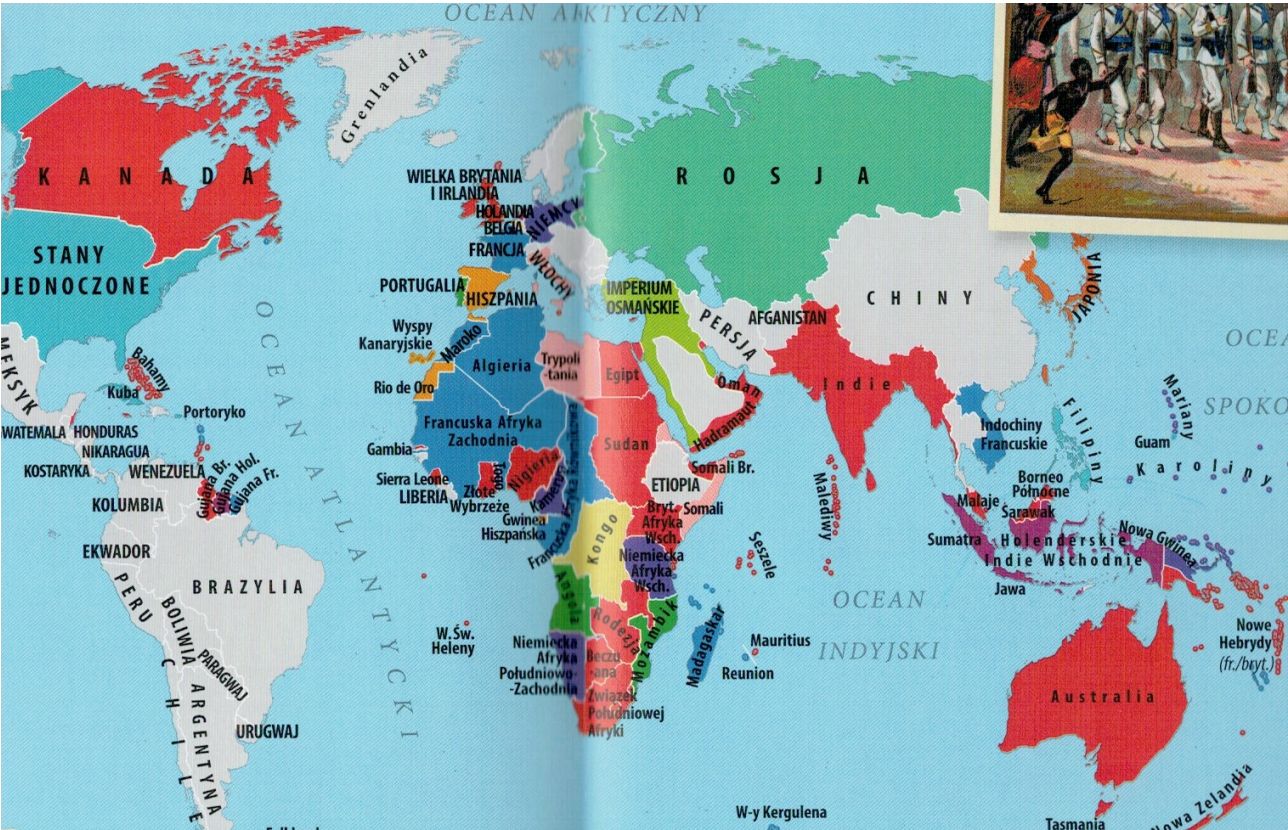 OCEAN ARKTYCZNY
Grenlandia
KANADA
STANY
JEDNOCZONE
MEKSYK
Bahamy
Kuba
Portoryko
WATEMALA HONDURAS
NIKARAGUA
KOSTARYKA
WENEZUELA
Gujana Br.
Gujana Hol.
Gujana Fr.
KOLUMBIA
EKWADOR
PERU
BRAZYLIA
BOLIWIA
PARAGWAJ
CHILE
ARGENTYNA
URUGWAJ
OCEAN ATLANTYCKI
W. Św.
Heleny
WIELKA BRYTANIA
I IRLANDIA
HOLANDIA
BELGIA
NIEMCY
FRANCJA
WŁOCHY
PORTUGALIA
HISZPANIA
Wyspy
Kanaryjskie
Maroko
Rio de Oro
Algieria
Trypoli
-tania
Egipt
Francuska Afryka
Zachodnia
Gambia
Sierra Leone
LIBERIA
Złote
Wybrzeże
Togo
Nigeria
Kamerun
Gwinea
Hiszpańska
Francuska Afryka Równikowa
Sudan
ETIOPIA
Somali Br.
Somali
Bryt.
Afryka
Wsch.
Kongo
Niemiecka
Afryka
Wsch.
Angola
Rodezja
Mozambik
Niemiecka
Afryka
Południowo-
-Zachodnia
Beczu
-ana
Związek
Południowej
Afryki
Madagaskar
Mauritius
Reunion
Seszele
Malediwy
ROSJA
IMPERIUM
OSMAŃSKIE
PERSJA
AFGANISTAN
Oman
Hadramaut
Indie
CHINY
JAPONIA
Indochiny
Francuskie
Filipiny
Mariany
Guam
Karoliny
OCEA
SPOKO
Borneo
Północne
Malaje
Sarawak
Sumatra
Holenderskie
Indie Wschodnie
Jawa
Nowa Gwinea
OCEAN
INDYJSKI
Nowe
Hebrydy
(fr./bryt.)
Australia
Tasmania
Nowa Zelandia
W-y Kergulena